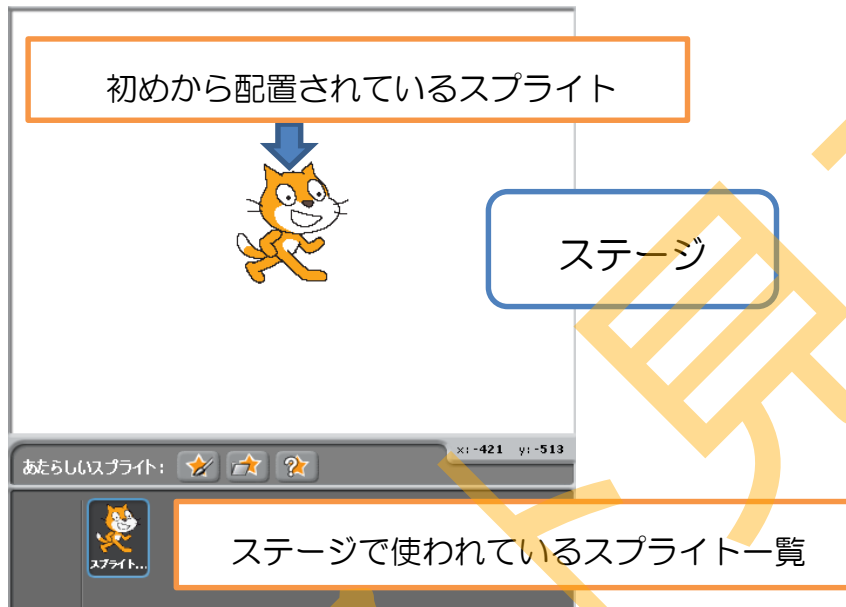 初めから配置されているスプライト
ステージ
x:-421 y:-513
あたらしいスプライト:
スプライト...
ステージで使われているスプライト一覧